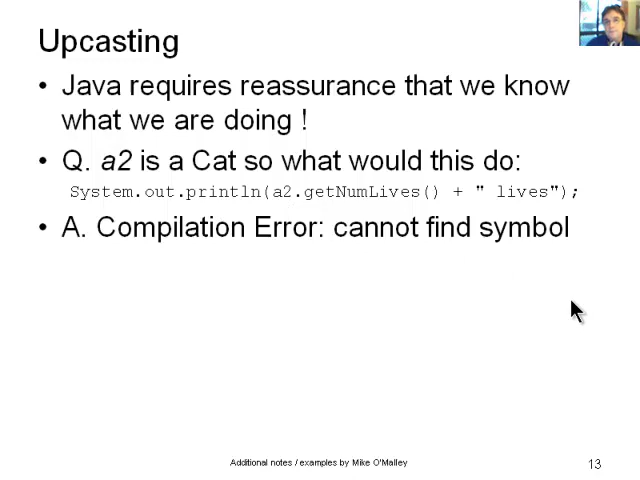 Upcasting
• Java requires reassurance that we know
what we are doing !
• Q. a2 is a Cat so what would this do:
System.out.println(a2.getNumLives() + " lives");
• A. Compilation Error: cannot find symbol
Additional notes / examples by Mike O'Malley
13